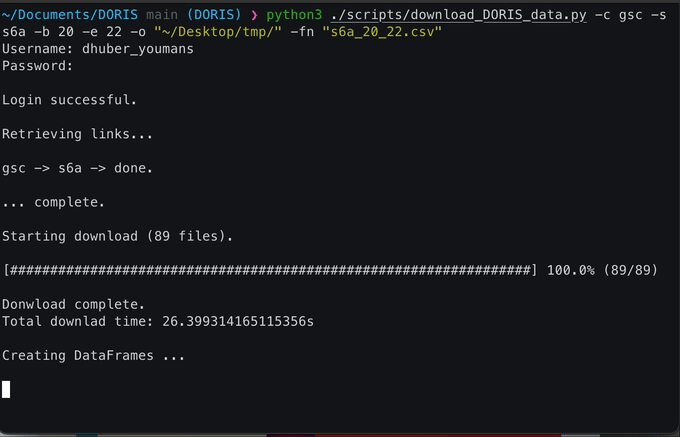 ~/Documents/DORIS main (DORIS) ❯ python3 ./scripts/download_DORIS_data.py -c gsc -s
s6a -b 20 -e 22 -o "~/Desktop/tmp/" -fn "s6a_20_22.csv"
Username: dhuber_youmans
Password:
Login successful.
Retrieving links...
gsc -> s6a -> done.
... complete.
Starting download (89 files).
[#################################################################] 100.0% (89/89)
Donwload complete.
Total downlad time: 26.399314165115356s
Creating DataFrames ...